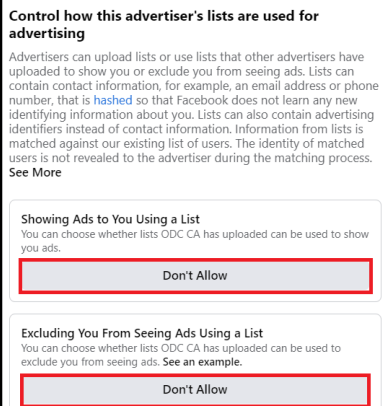 Control how this advertiser's lists are used for
advertising
Advertisers can upload lists or use lists that other advertisers have
uploaded to show you or exclude you from seeing ads. Lists can
contain contact information, for example, an email address or phone
number, that is hashed so that Facebook does not learn any new
identifying information about you. Lists can also contain advertising
identifiers instead of contact information. Information from lists is
matched against our existing list of users. The identity of matched
users is not revealed to the advertiser during the matching process.
See More
Showing Ads to You Using a List
You can choose whether lists ODC CA has uploaded can be used to show
you ads.
Don't Allow
Excluding You From Seeing Ads Using a List
You can choose whether lists ODC CA has uploaded can be used to
exclude you from seeing ads. See an example.
Don't Allow